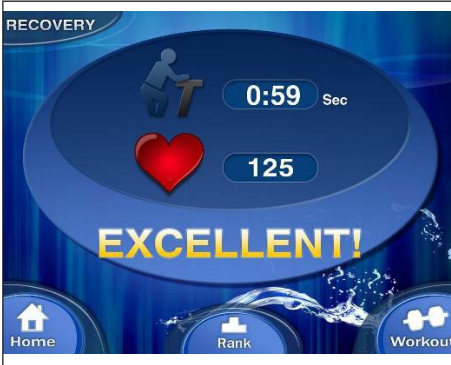 RECOVERY
0:59 Sec
125
EXCELLENT!
Home
Rank
Workout